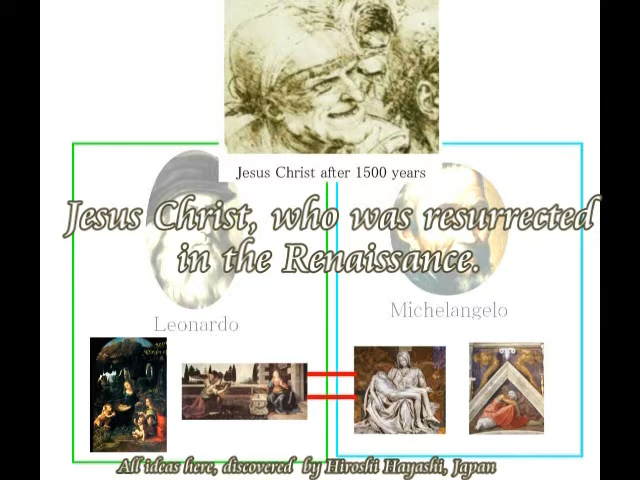 Jesus Christ after 1500 years
Jesus Christ, who was resurrected
in the Renaissance.
Leonardo
Michelangelo
All ideas here, discovered by Hiroshi Hayashi, Japan